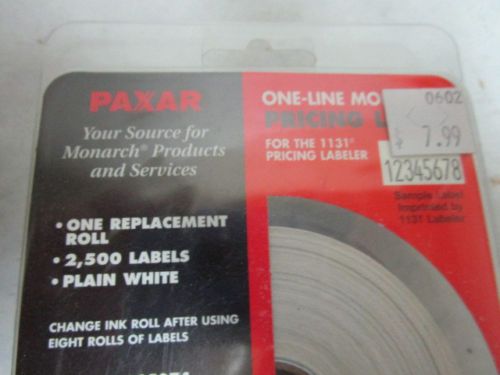 PAXAR
Your Source for
Monarch® Products
and Services
• ONE REPLACEMENT
ROLL
• 2,500 LABELS
• PLAIN WHITE
CHANGE INK ROLL AFTER USING
EIGHT ROLLS OF LABELS
ONE-LINE
PRICING
FOR THE 1131®
PRICING LABELER
0602
7.99
12345678
Sample Label
Imprinted by
1131 Labeler